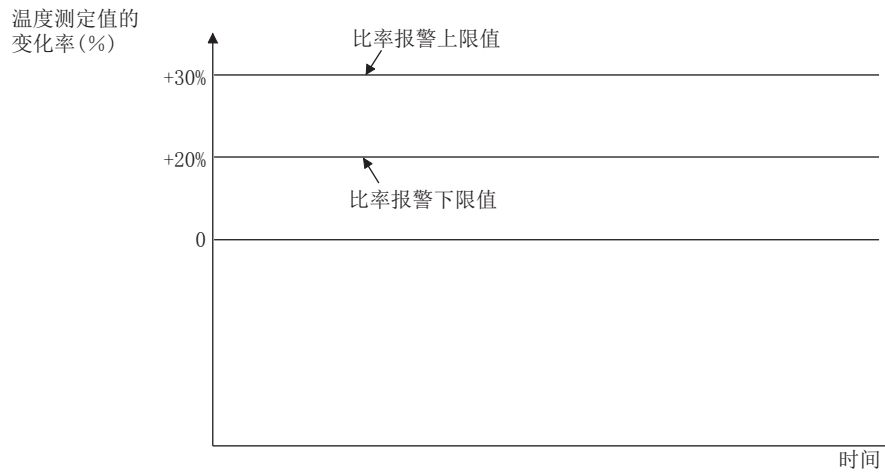 温度测定值的
变化率(%)
比率报警上限值
+30%
+20%
比率报警下限值
0
时间